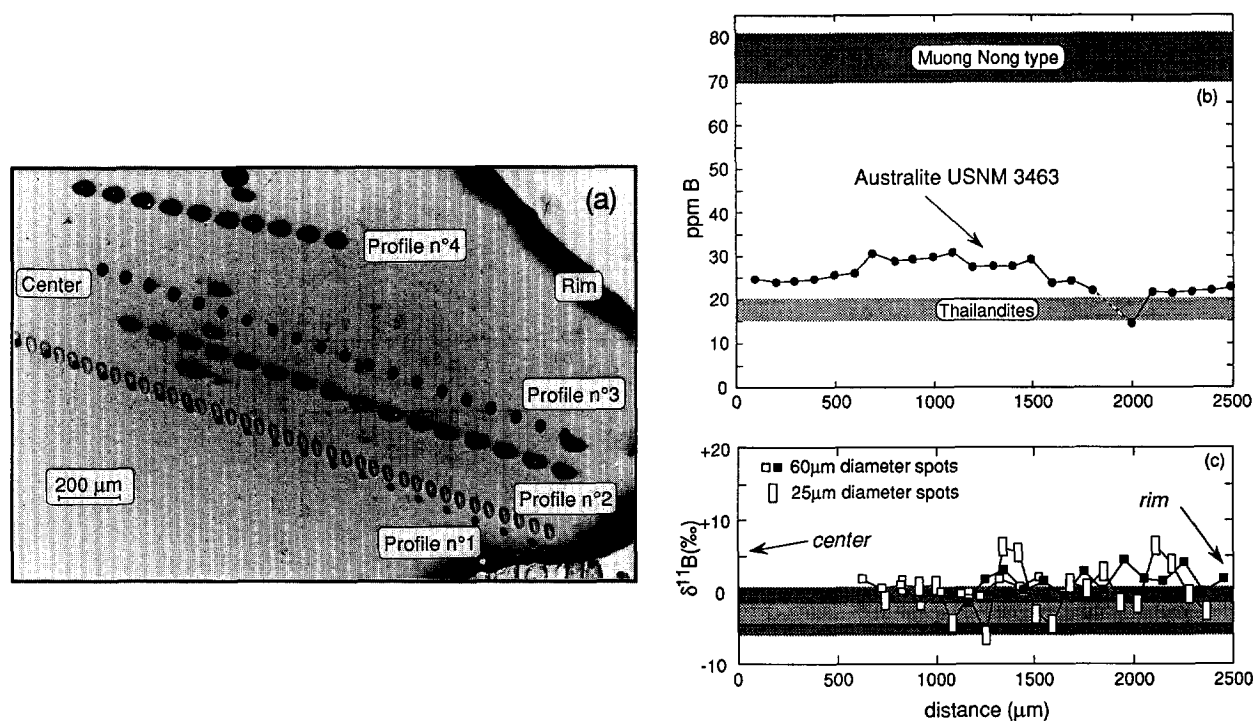 (a)
Profile n°4
Center
Rim
Profile n°3
200 µm
Profile n°2
Profile n°1
80
70
60
50
40
30
20
10
0
ppm B
Muong Nong type
(b)
Australite USNM 3463
Thailandites
0 500 1000 1500 2000 2500
+20
+10
0
-10
δ¹¹B(‰)
(c)
60µm diameter spots
25µm diameter spots
rim
center
0 500 1000 1500 2000 2500
distance (µm)